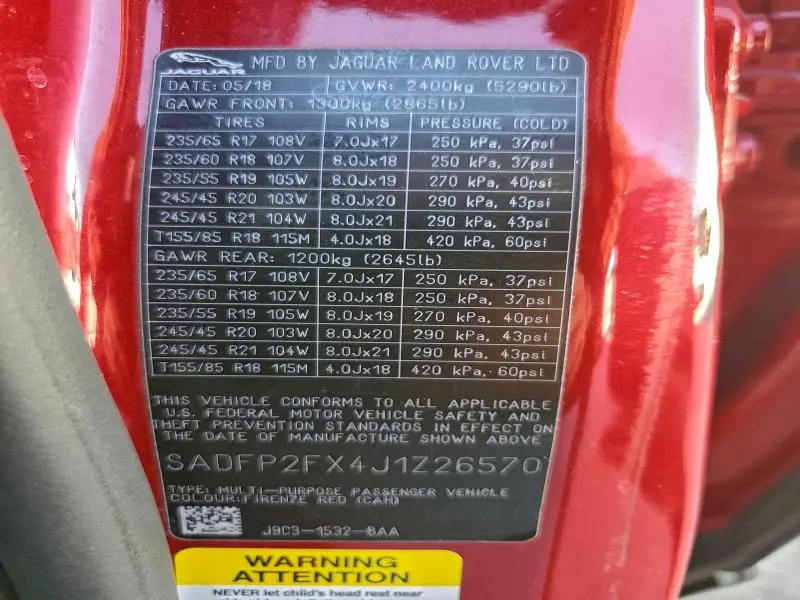 JAGUAR MFD BY JAGUAR LAND ROVER LTD
DATE: 05/18 GVWR: 2400kg (5290lb)
GAWR FRONT: 1300kg (2865lb)
TIRES RIMS PRESSURE (COLD)
235/65 R17 108V 7.0Jx17 250 kPa, 37psi
235/60 R18 107V 8.0Jx18 250 kPa, 37psi
235/55 R19 105W 8.0Jx19 270 kPa, 40psi
245/45 R20 103W 8.0Jx20 290 kPa, 43psi
245/45 R21 104W 8.0Jx21 290 kPa, 43psi
T155/85 R18 115M 4.0Jx18 420 kPa, 60psi
GAWR REAR: 1200kg (2645lb)
235/65 R17 108V 7.0Jx17 250 kPa, 37psi
235/60 R18 107V 8.0Jx18 250 kPa, 37psi
235/55 R19 105W 8.0Jx19 270 kPa, 40psi
245/45 R20 103W 8.0Jx20 290 kPa, 43psi
245/45 R21 104W 8.0Jx21 290 kPa, 43psi
T155/85 R18 115M 4.0Jx18 420 kPa, 60psi
THIS VEHICLE CONFORMS TO ALL APPLICABLE
U.S. FEDERAL MOTOR VEHICLE SAFETY AND
THEFT PREVENTION STANDARDS IN EFFECT ON
THE DATE OF MANUFACTURE SHOWN ABOVE
SADFP2FX4J1Z26570
TYPE: MULTI-PURPOSE PASSENGER VEHICLE
COLOUR: FIRENZE RED (CAH)
J9C3-1532-BAA
WARNING
ATTENTION
NEVER let child's head rest near